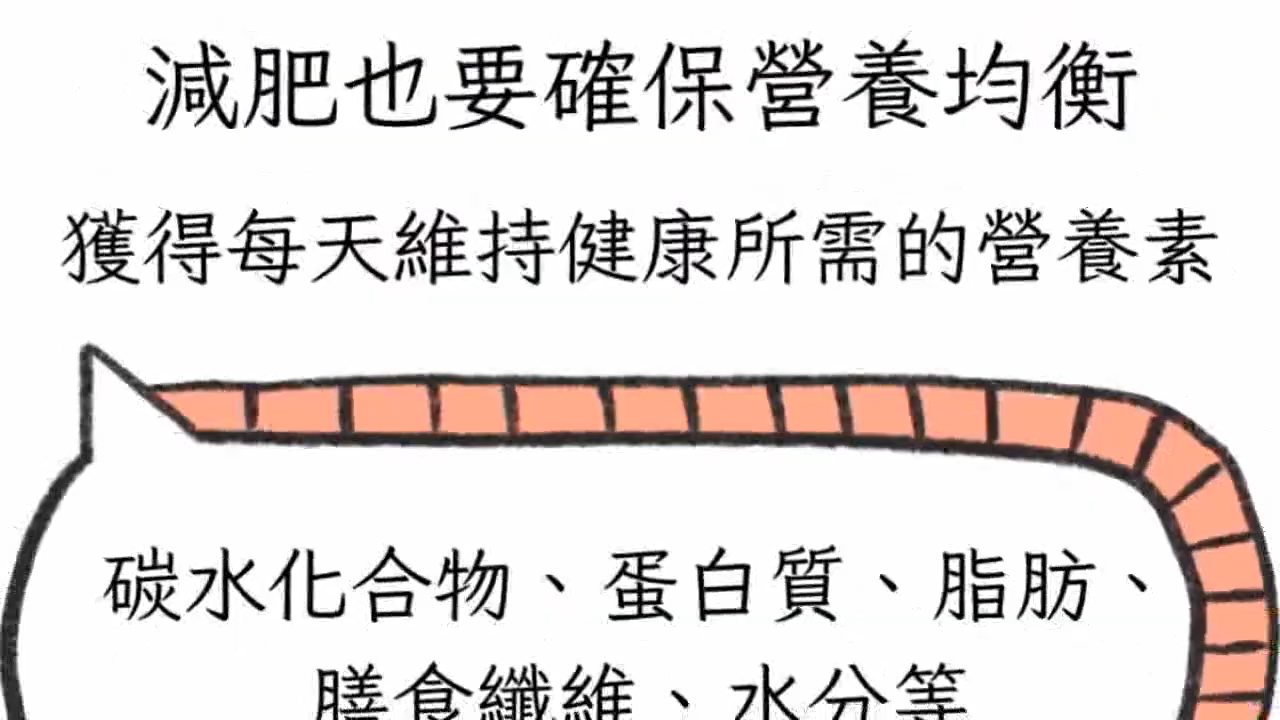 減肥也要確保營養均衡
獲得每天維持健康所需的營養素
碳水化合物、蛋白質、脂肪、
膳食纖維、水分等